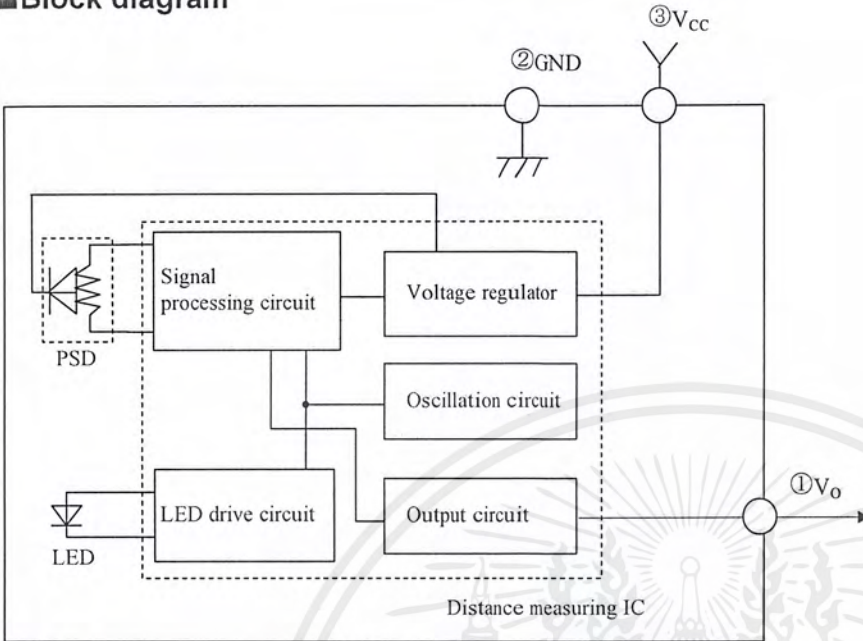 ■Block diagram
③VCC
②GND
Signal
processing circuit
Voltage regulator
PSD
Oscillation circuit
①VO
LED drive circuit
Output circuit
LED
Distance measuring IC